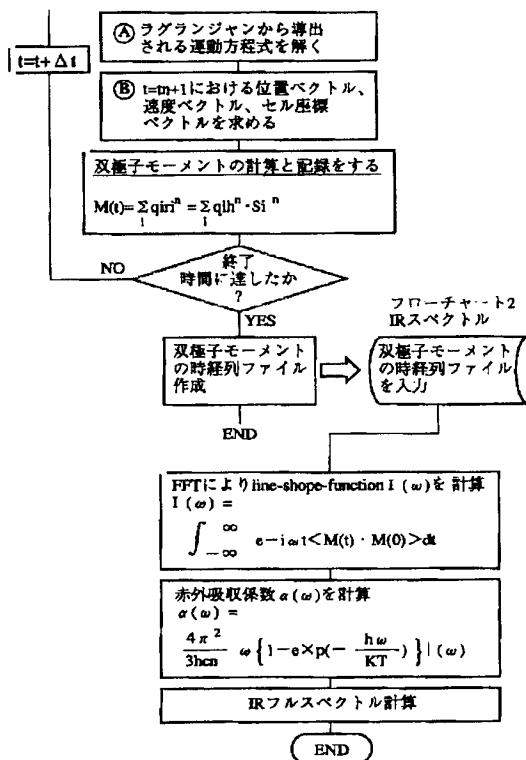 Ⓐ ラグランジャンから導出
される運動方程式を解く
t=t+Δt
Ⓑ t=tn+1における位置ベクトル、
速度ベクトル、セル座標
ベクトルを求める
双極子モーメントの計算と記録をする
M(t)=Σqiri^n = Σqih^n·Si^n
i i
NO
終了
時間に達したか
?
YES
双極子モーメント
の時経列ファイル
作成
END
フローチャート2
IRスペクトル
双極子モーメント
の時経列ファイル
を入力
FFTによりline-shope-function I (ω)を計算
I (ω) =
∫ ∞ −∞ e−iωt<M(t)・M(0)>dt
赤外吸収係数α(ω)を計算
α(ω) =
4π²/3hcn ω{1−e×p(− hω/KT)}|(ω)
IRフルスペクトル計算
END